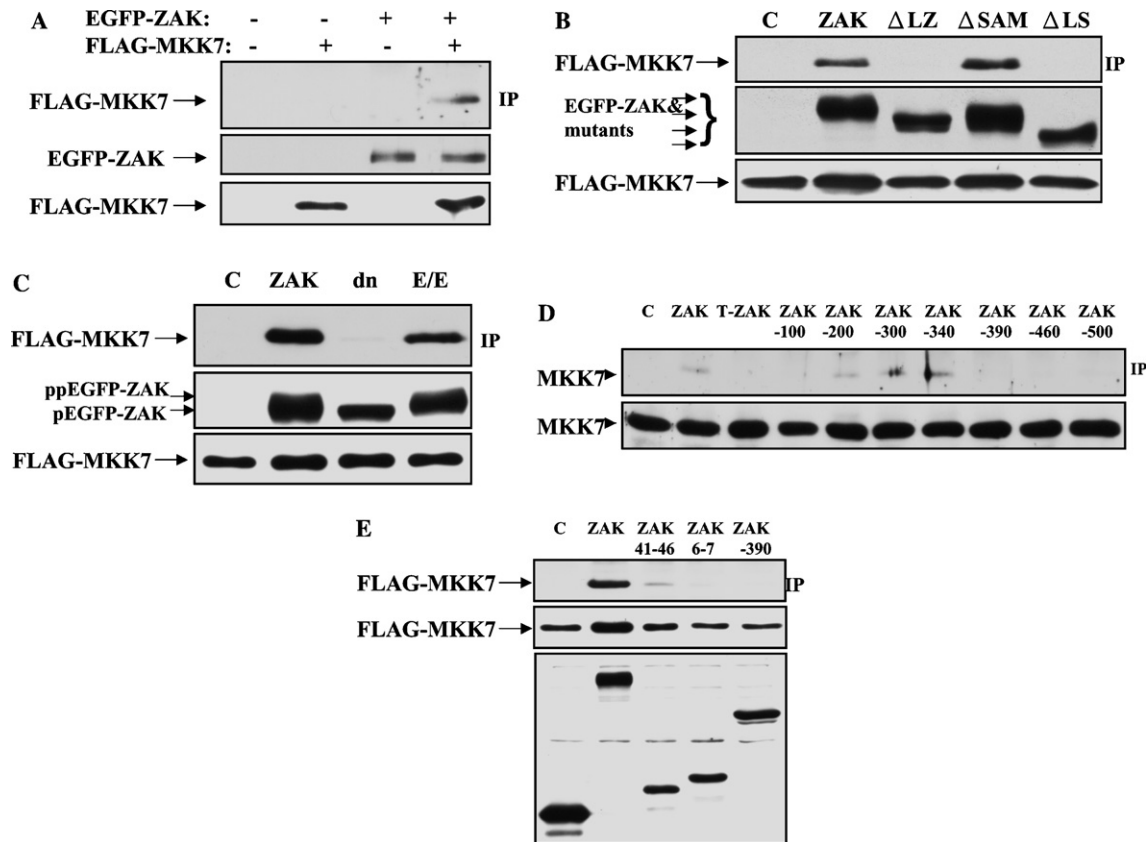 A
EGFP-ZAK: - - + +
FLAG-MKK7: - + - +
FLAG-MKK7 IP
EGFP-ZAK
FLAG-MKK7
B
C ZAK ΔLZ ΔSAM ΔLS
FLAG-MKK7 IP
EGFP-ZAK&
mutants
FLAG-MKK7
C
C ZAK dn E/E
FLAG-MKK7 IP
ppEGFP-ZAK
pEGFP-ZAK
FLAG-MKK7
D
C ZAK T-ZAK ZAK ZAK ZAK ZAK ZAK ZAK ZAK
-100 -200 -300 -340 -390 -460 -500
MKK7 IP
MKK7
E
C ZAK ZAK ZAK ZAK
41-46 6-7 -390
FLAG-MKK7 IP
FLAG-MKK7